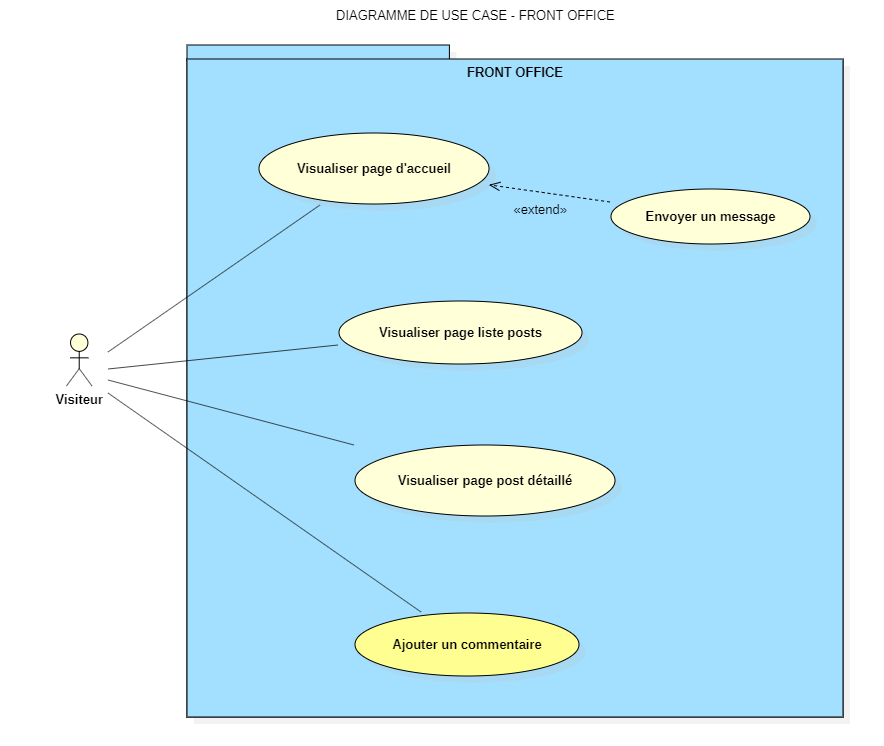 DIAGRAMME DE USE CASE - FRONT OFFICE
FRONT OFFICE
Visualiser page d'accueil
«extend»
Envoyer un message
Visualiser page liste posts
Visiteur
Visualiser page post détaillé
Ajouter un commentaire